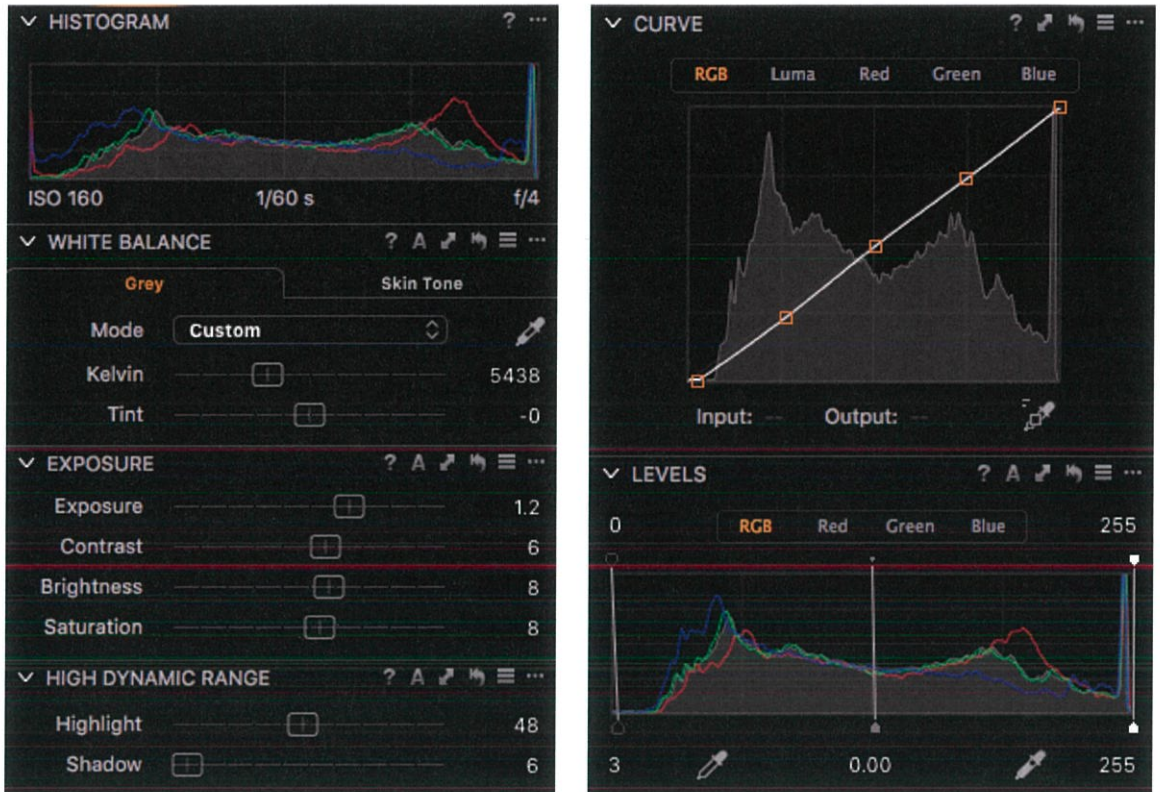 HISTOGRAM ? ...
ISO 160 1/60 s f/4
WHITE BALANCE ? A ...
Grey Skin Tone
Mode Custom
Kelvin 5438
Tint -0
EXPOSURE ? A ...
Exposure 1.2
Contrast 6
Brightness 8
Saturation 8
HIGH DYNAMIC RANGE ? A ...
Highlight 48
Shadow 6
CURVE ? ...
RGB Luma Red Green Blue
Input: -- Output: --
LEVELS ? A ...
0 RGB Red Green Blue 255
3 0.00 255